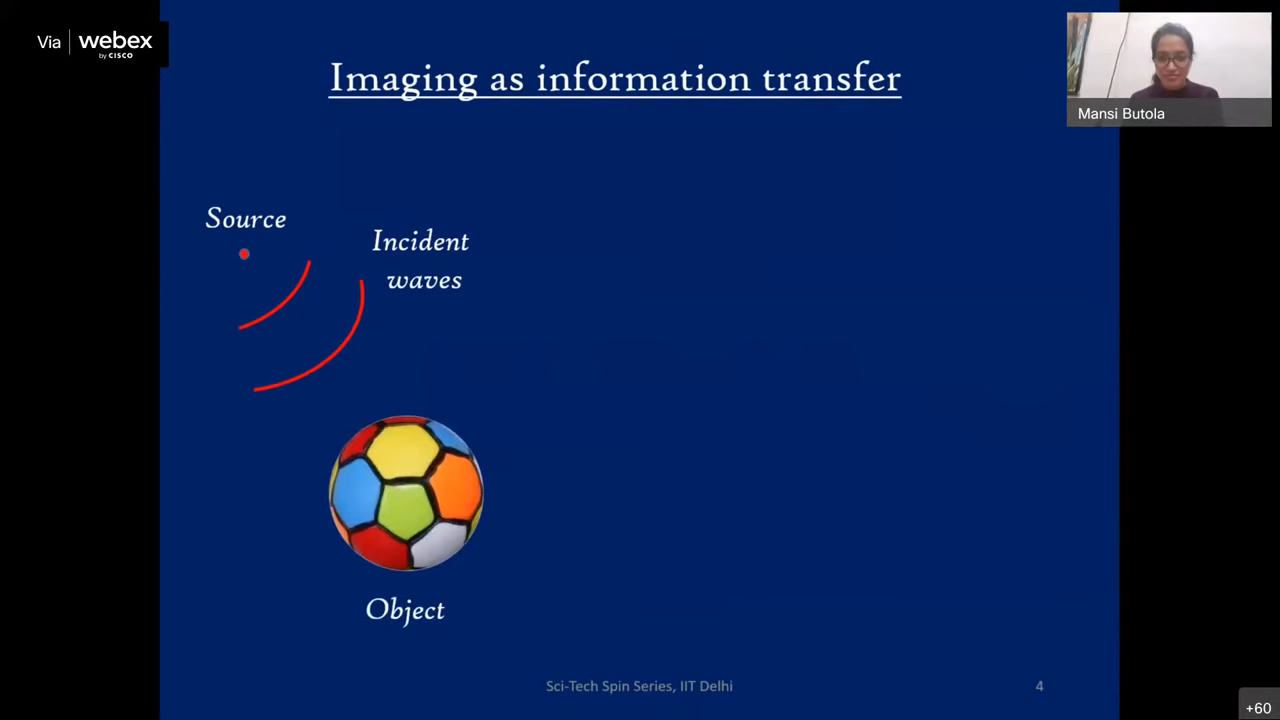 Via webex
by CISCO
Imaging as information transfer
Mansi Butola
Source
Incident
waves
Object
Sci-Tech Spin Series, IIT Delhi
4
+60